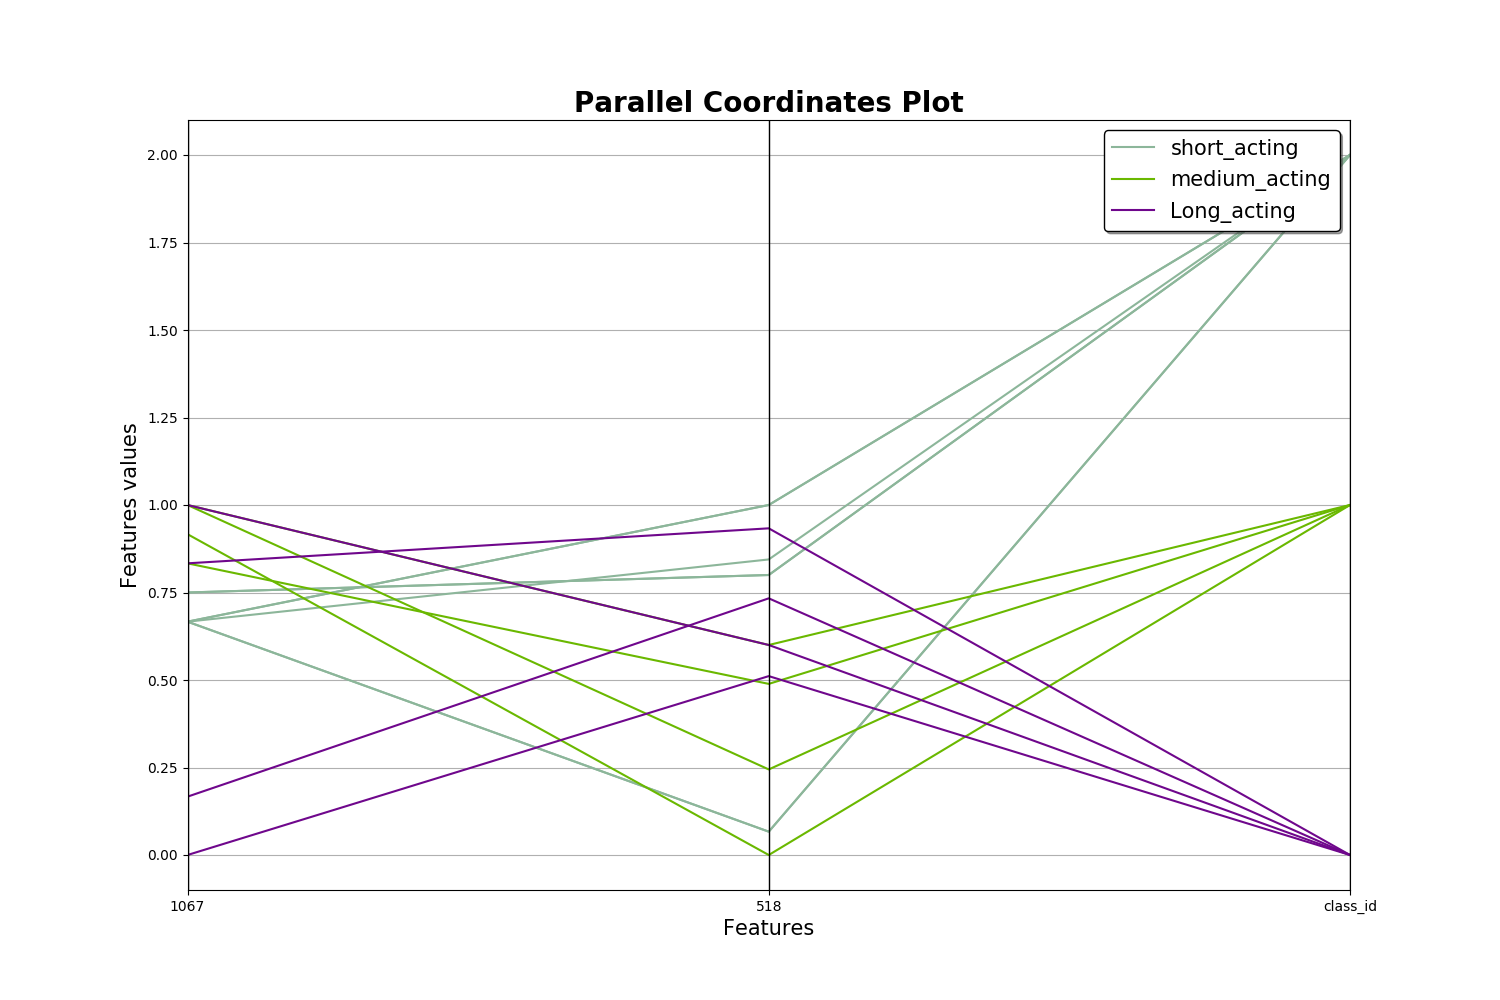 Parallel Coordinates Plot
short_acting
medium_acting
Long_acting
2.00
1.75
1.50
1.25
1.00
0.75
0.50
0.25
0.00
Features values
1067
518
class_id
Features